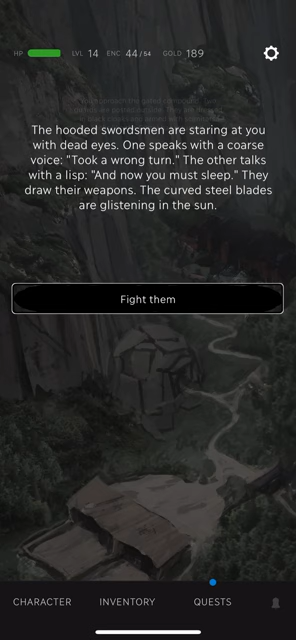 HP LVL 14 ENC 44/54 GOLD 189
The hooded swordsmen are staring at you
with dead eyes. One speaks with a coarse
voice: "Took a wrong turn." The other talks
with a lisp: "And now you must sleep." They
draw their weapons. The curved steel blades
are glistening in the sun.
Fight them
CHARACTER INVENTORY QUESTS